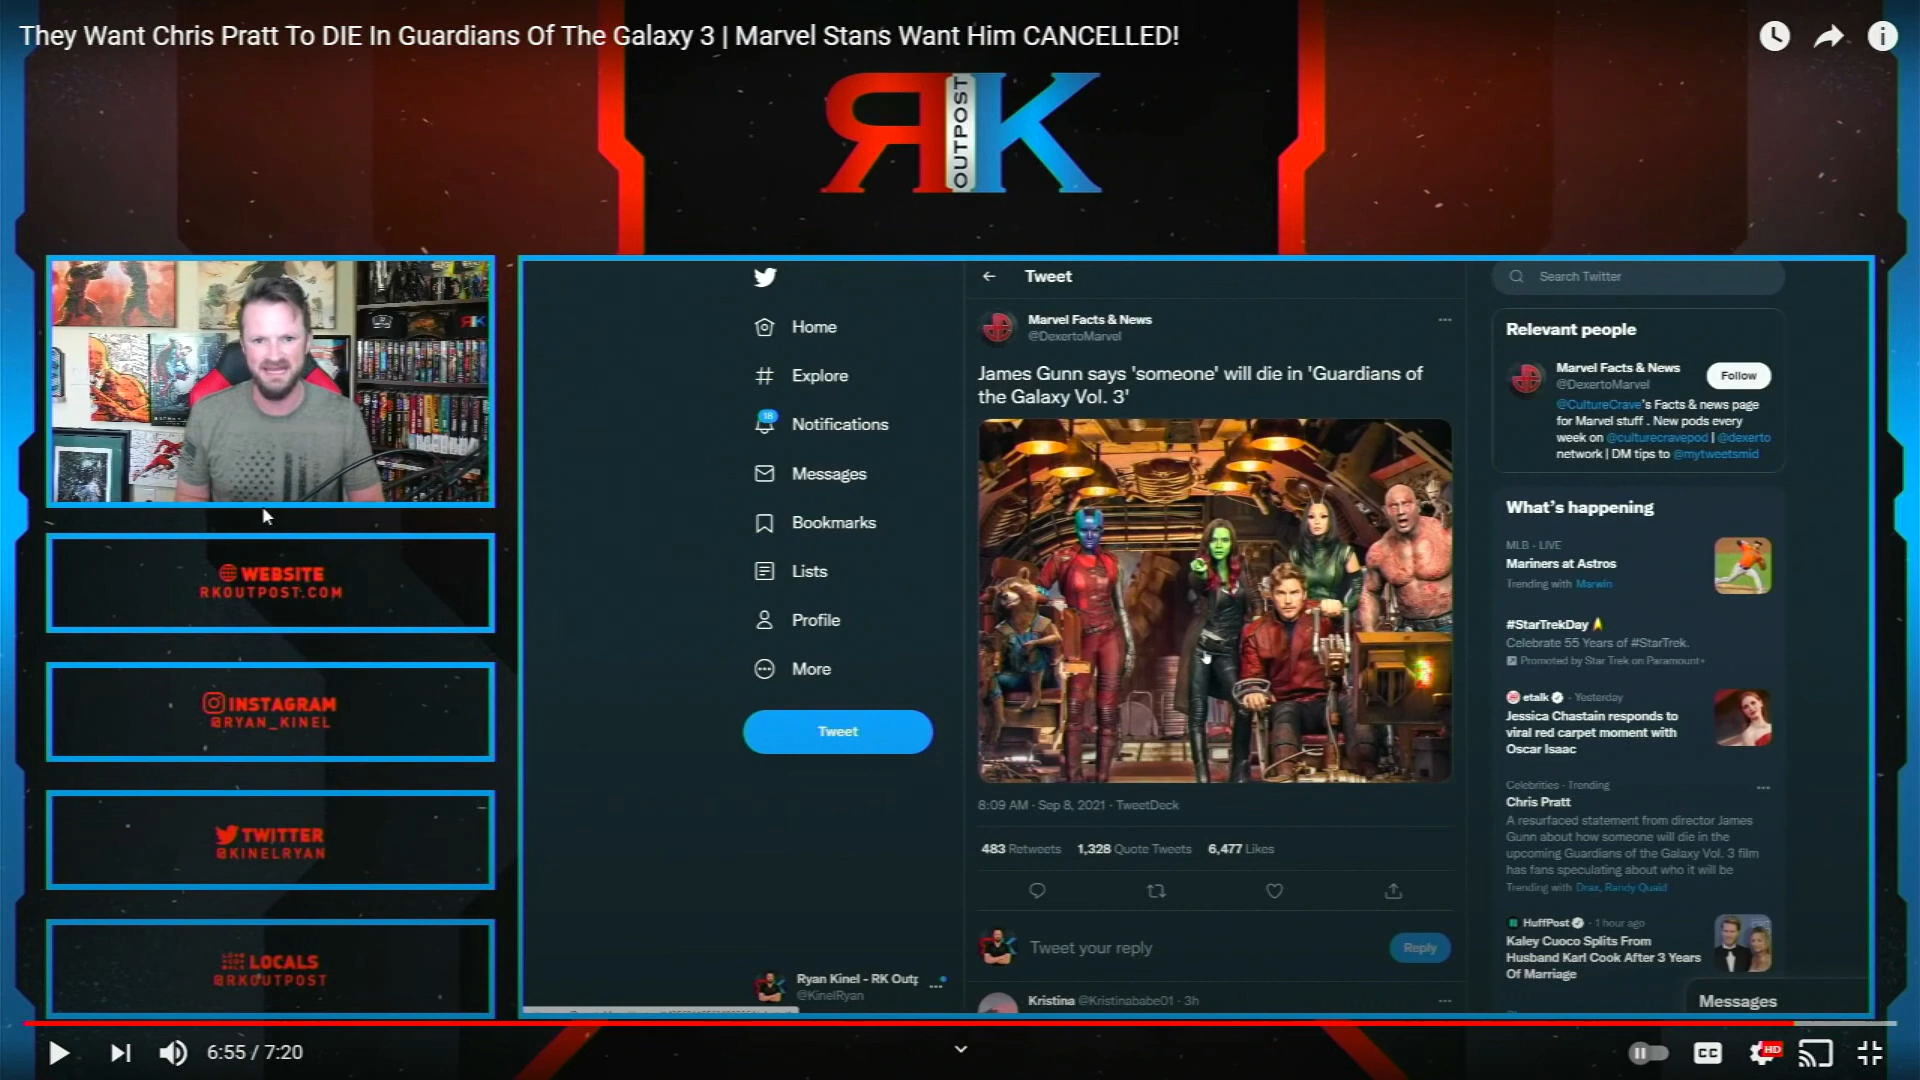 They Want Chris Pratt To DIE In Guardians Of The Galaxy 3 | Marvel Stans Want Him CANCELLED!
RK
OUTPOST
WEBSITE
RKOUTPOST.COM
INSTAGRAM
@RYAN_KINEL
TWITTER
@KINELRYAN
LOCALS
@RKOUTPOST
Home
Explore
18
Notifications
Messages
Bookmarks
Lists
Profile
More
Tweet
Ryan Kinel - RK Outp
@KinelRyan
Tweet
Marvel Facts & News
@DexertoMarvel
James Gunn says 'someone' will die in 'Guardians of
the Galaxy Vol. 3'
8:09 AM · Sep 8, 2021 · TweetDeck
483 Retweets 1,328 Quote Tweets 6,477 Likes
Tweet your reply
Reply
Kristina @Kristinababe01 · 3h
Search Twitter
Relevant people
Marvel Facts & News
@DexertoMarvel
Follow
@CultureCrave's Facts & news page
for Marvel stuff . New pods every
week on @culturecravepod | @dexerto
network | DM tips to @mytweetsmid
What's happening
MLB · LIVE
Mariners at Astros
Trending with Marwin
#StarTrekDay
Celebrate 55 Years of #StarTrek.
Promoted by Star Trek on Paramount+
etalk · Yesterday
Jessica Chastain responds to
viral red carpet moment with
Oscar Isaac
Celebrities · Trending
Chris Pratt
A resurfaced statement from director James
Gunn about how someone will die in the
upcoming Guardians of the Galaxy Vol. 3 film
has fans speculating about who it will be
Trending with Drax, Randy Quaid
HuffPost · 1 hour ago
Kaley Cuoco Splits From
Husband Karl Cook After 3 Years
Of Marriage
Messages
6:55 / 7:20
CC
HD